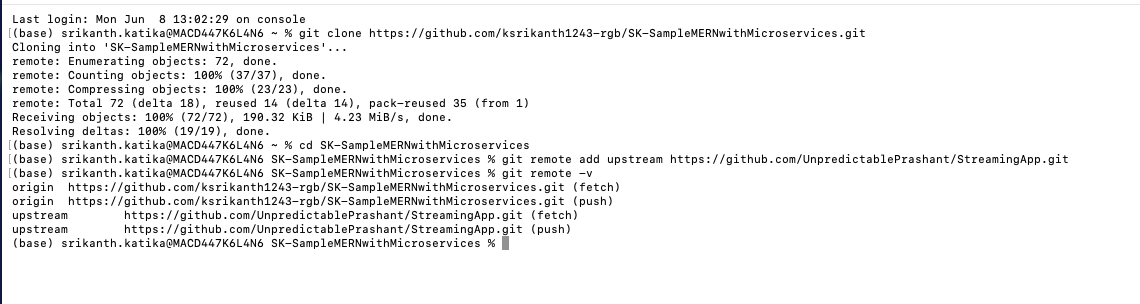 Last login: Mon Jun  8 13:02:29 on console
[(base) srikanth.katika@MACD447K6L4N6 ~ % git clone https://github.com/ksrikanth1243-rgb/SK-SampleMERNwithMicroservices.git
Cloning into 'SK-SampleMERNwithMicroservices'...
remote: Enumerating objects: 72, done.
remote: Counting objects: 100% (37/37), done.
remote: Compressing objects: 100% (23/23), done.
remote: Total 72 (delta 18), reused 14 (delta 14), pack-reused 35 (from 1)
Receiving objects: 100% (72/72), 190.32 KiB | 4.23 MiB/s, done.
Resolving deltas: 100% (19/19), done.
[(base) srikanth.katika@MACD447K6L4N6 ~ % cd SK-SampleMERNwithMicroservices
[(base) srikanth.katika@MACD447K6L4N6 SK-SampleMERNwithMicroservices % git remote add upstream https://github.com/UnpredictablePrashant/StreamingApp.git
[(base) srikanth.katika@MACD447K6L4N6 SK-SampleMERNwithMicroservices % git remote -v
origin  https://github.com/ksrikanth1243-rgb/SK-SampleMERNwithMicroservices.git (fetch)
origin  https://github.com/ksrikanth1243-rgb/SK-SampleMERNwithMicroservices.git (push)
upstream        https://github.com/UnpredictablePrashant/StreamingApp.git (fetch)
upstream        https://github.com/UnpredictablePrashant/StreamingApp.git (push)
(base) srikanth.katika@MACD447K6L4N6 SK-SampleMERNwithMicroservices %